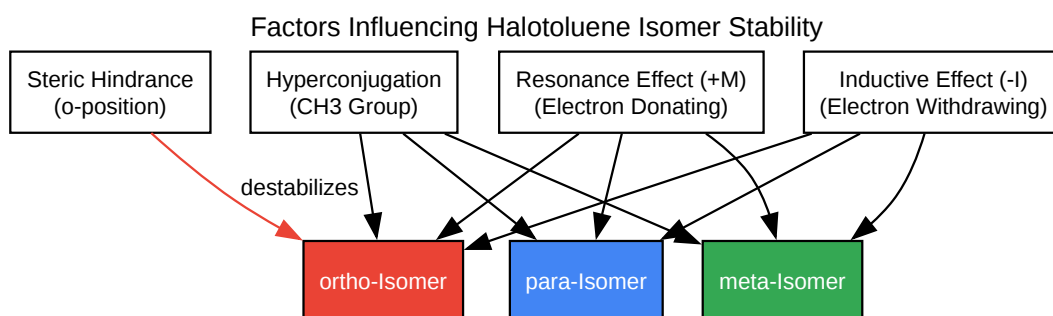 Factors Influencing Halotoluene Isomer Stability
Steric Hindrance
(o-position)
Hyperconjugation
(CH3 Group)
Resonance Effect (+M)
(Electron Donating)
Inductive Effect (-I)
(Electron Withdrawing)
destabilizes
ortho-Isomer
para-Isomer
meta-Isomer